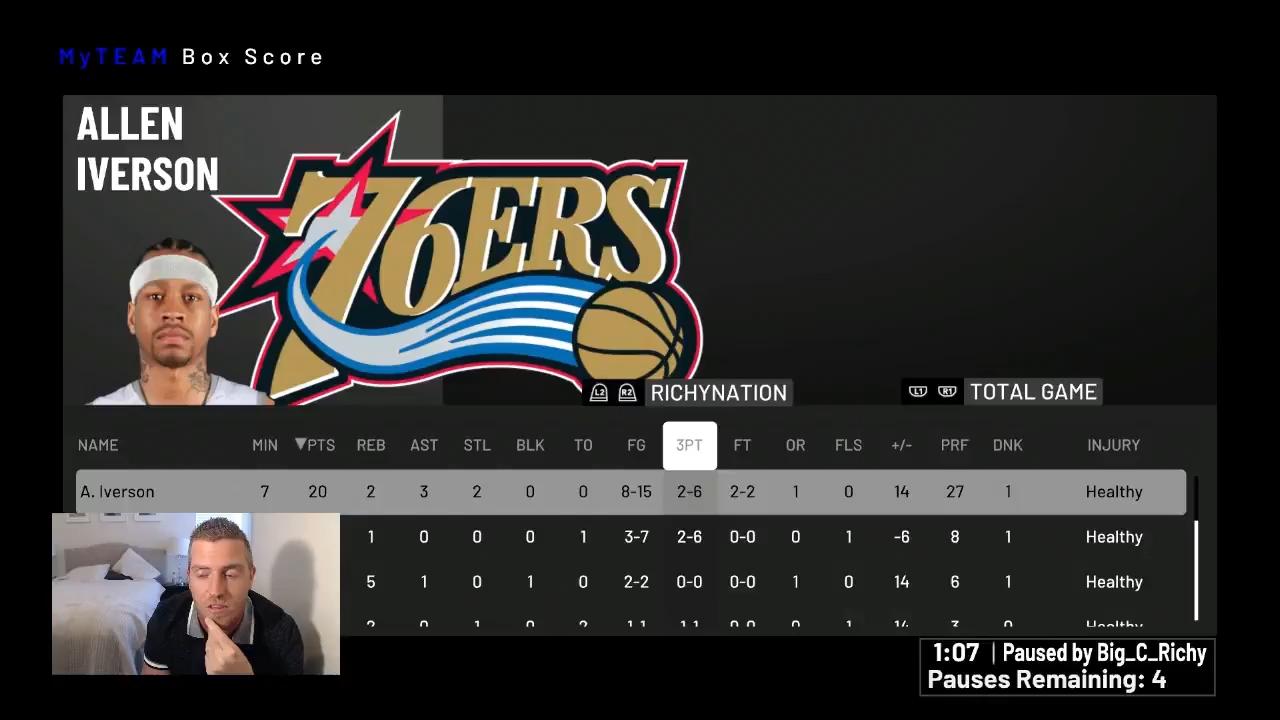 MyTEAM Box Score
ALLEN
IVERSON
76ERS
L2 R2 RICHYNATION
L1 R1 TOTAL GAME
NAME MIN ▼PTS REB AST STL BLK TO FG 3PT FT OR FLS +/- PRF DNK INJURY
A. Iverson 7 20 2 3 2 0 0 8-15 2-6 2-2 1 0 14 27 1 Healthy
1 0 0 0 1 3-7 2-6 0-0 0 1 -6 8 1 Healthy
5 1 0 1 0 2-2 0-0 0-0 1 0 14 6 1 Healthy
1:07 | Paused by Big_C_Richy
Pauses Remaining: 4